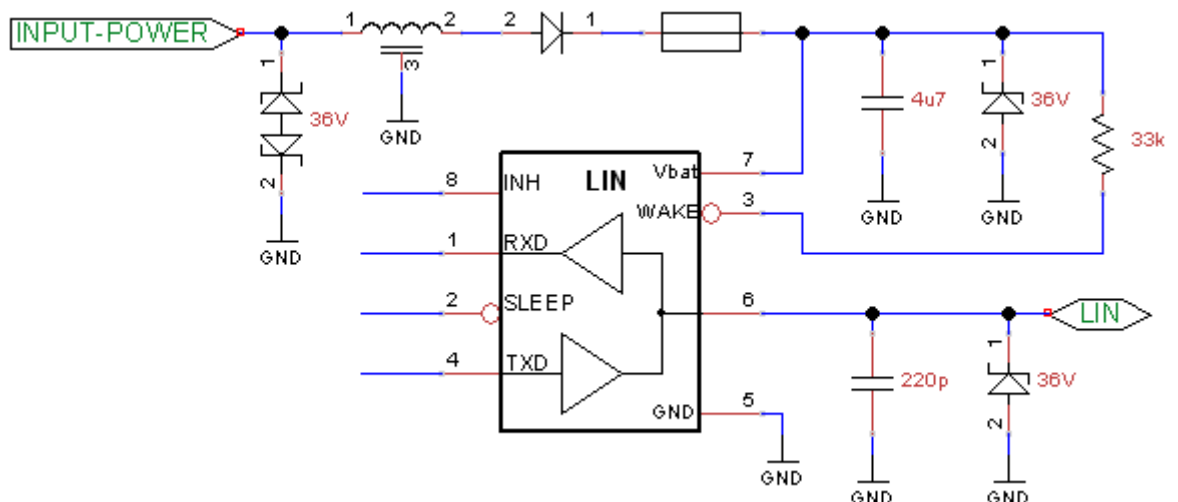 INPUT-POWER
1 2 2 1
3
GND
1
36V
2
GND
4u7
GND
1
36V
2
GND
33k
LIN
8 INH
Vbat 7
WAKE 3
1 RXD
2 SLEEP
6
LIN
4 TXD
GND 5
GND
220p
GND
1
36V
2
GND